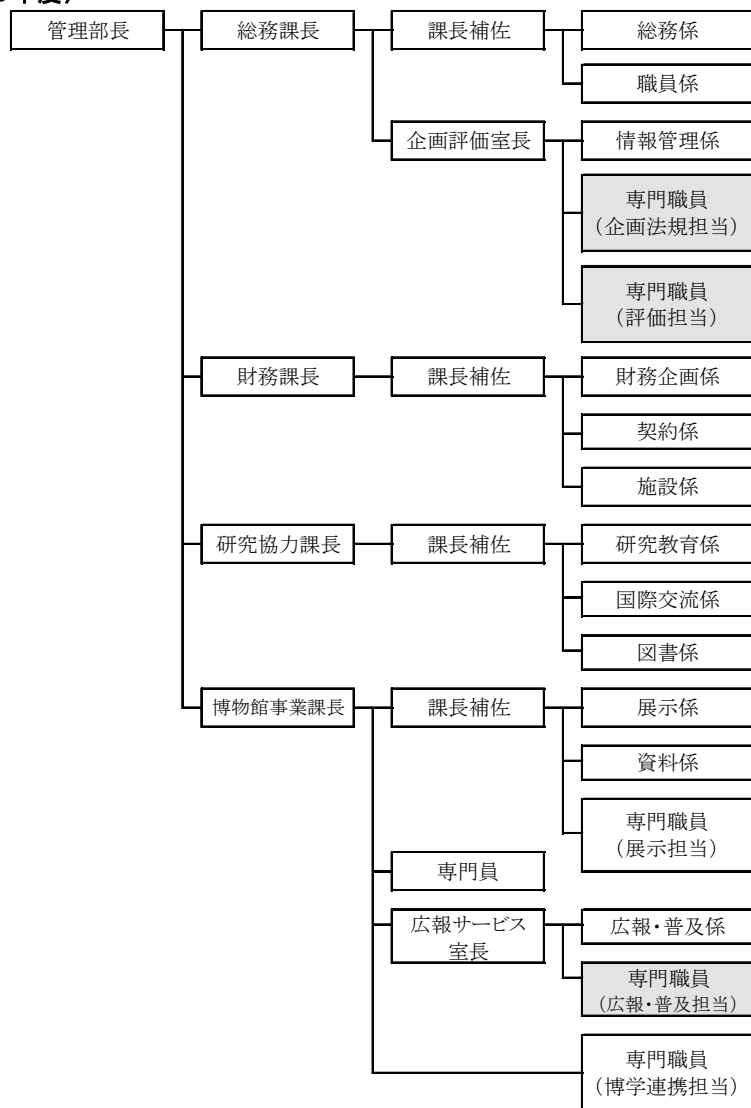 管理部長
総務課長
課長補佐
総務係
職員係
企画評価室長
情報管理係
専門職員
(企画法規担当)
専門職員
(評価担当)
財務課長
課長補佐
財務企画係
契約係
施設係
研究協力課長
課長補佐
研究教育係
国際交流係
図書係
博物館事業課長
課長補佐
展示係
資料係
専門職員
(展示担当)
専門員
広報サービス
室長
広報・普及係
専門職員
(広報・普及担当)
専門職員
(博学連携担当)